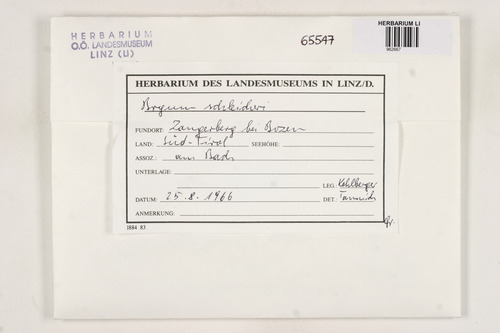 HERBARIUM
O.Ö. LANDESMUSEUM
LINZ (LI)
65547
HERBARIUM LI
HERBARIUM DES LANDESMUSEUMS IN LINZ/D.
Bryum schleicheri
FUNDORT: Zangerberg bei Bozen
LAND: Süd-Tirol SEEHÖHE:
ASSOZ.: am Bach
UNTERLAGE:
LEG. Kohlberger
DATUM: 25.8.1966 DET.:
ANMERKUNG:
1884 83